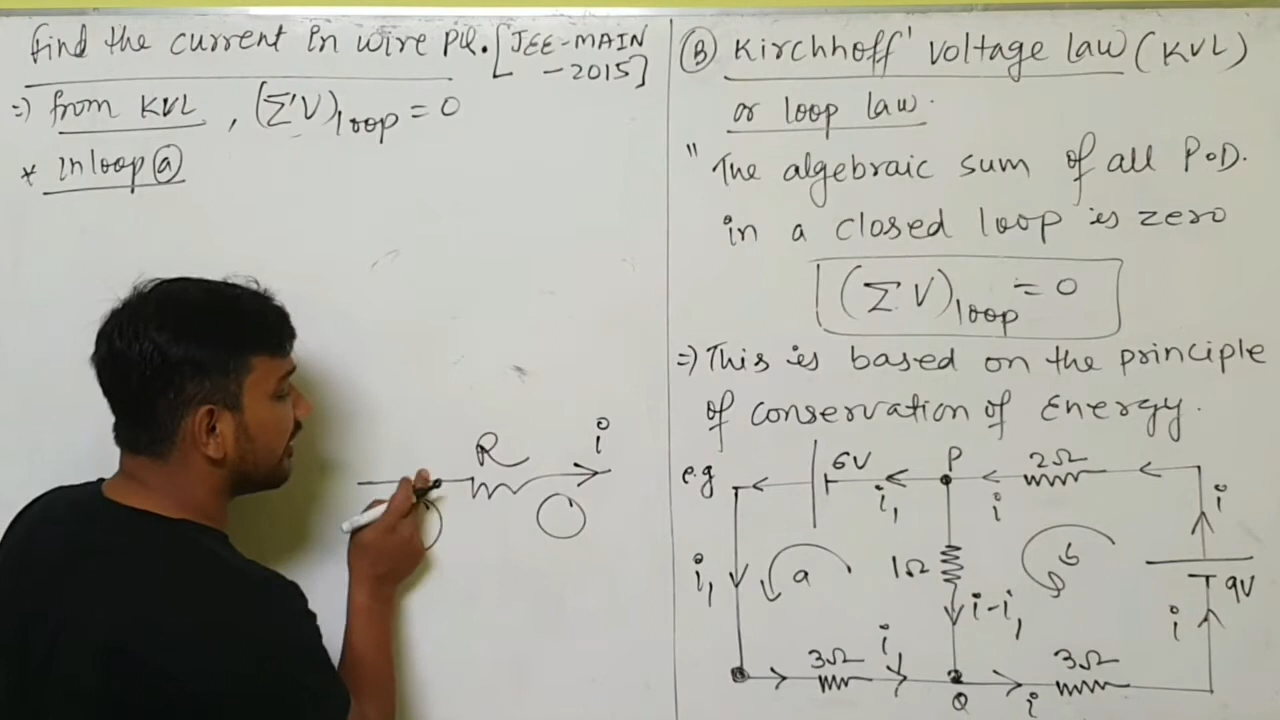 find the current in wire PQ. [JEE-MAIN
-2015]
=) from KVL, (ΣV)loop = 0
* in loop ⓐ
R
i
Ⓑ Kirchhoff' voltage law (KVL)
or loop law.
" The algebraic sum of all P.D.
in a closed loop is zero
(ΣV)loop = 0
=) This is based on the principle
of conservation of Energy.
e.g
6V
P
2Ω
i₁
i
i
i₁
a
1Ω
b
i-i₁
9V
i
3Ω
i₁
3Ω
Q
i